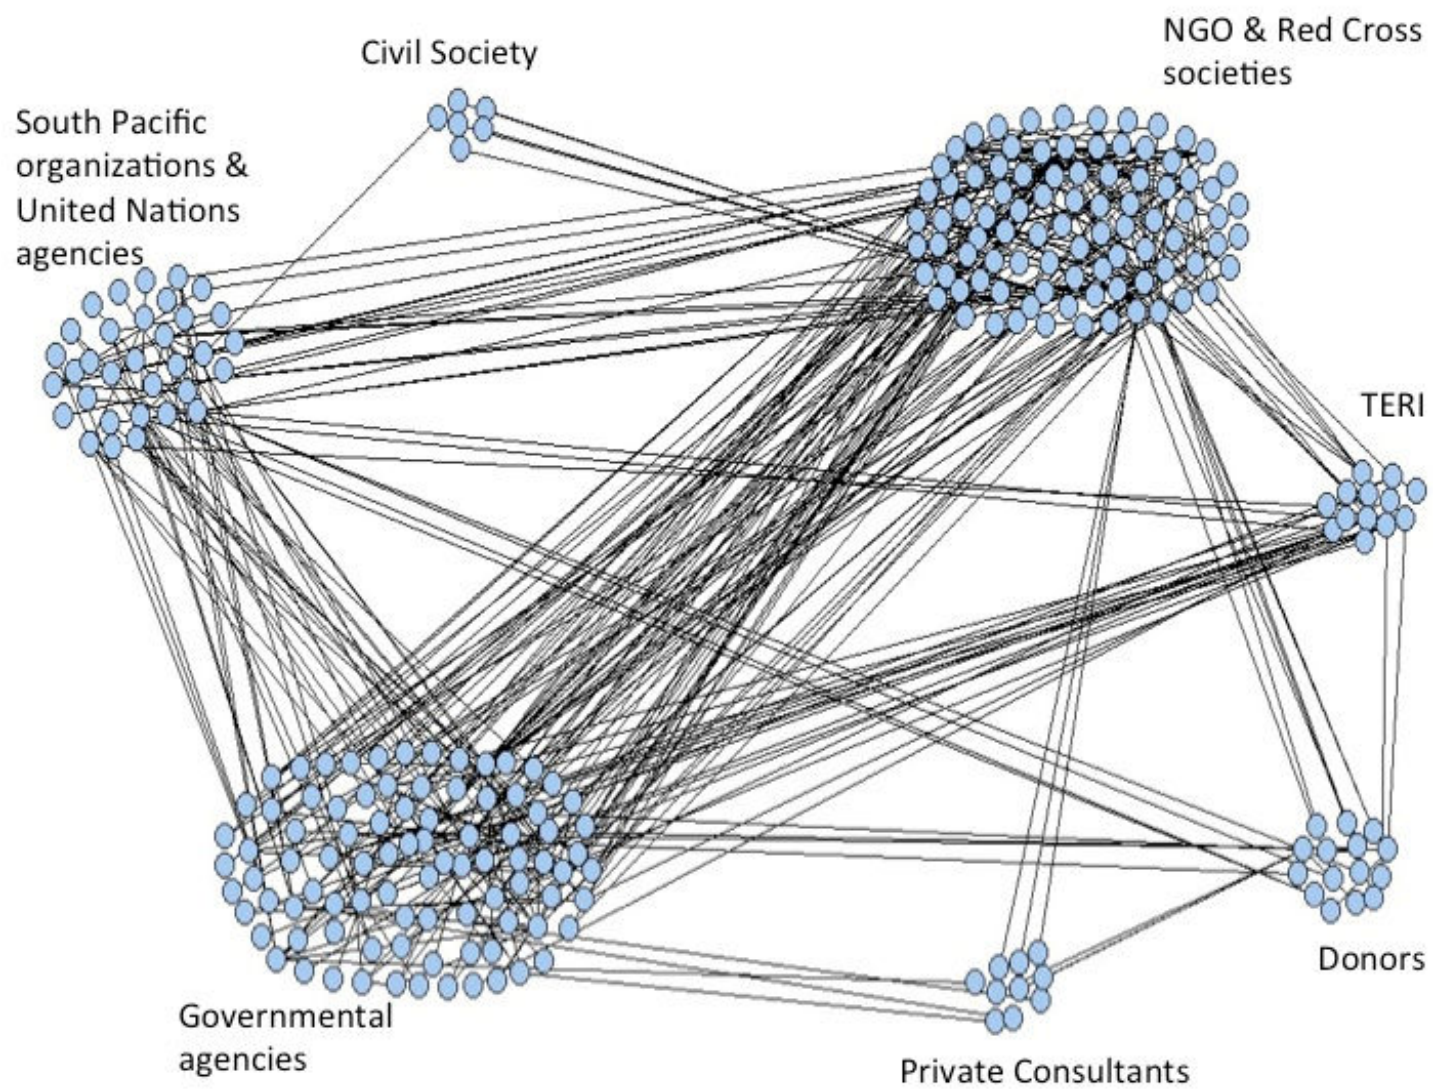 Civil Society
NGO & Red Cross
societies
South Pacific
organizations &
United Nations
agencies
TERI
Donors
Governmental
agencies
Private Consultants